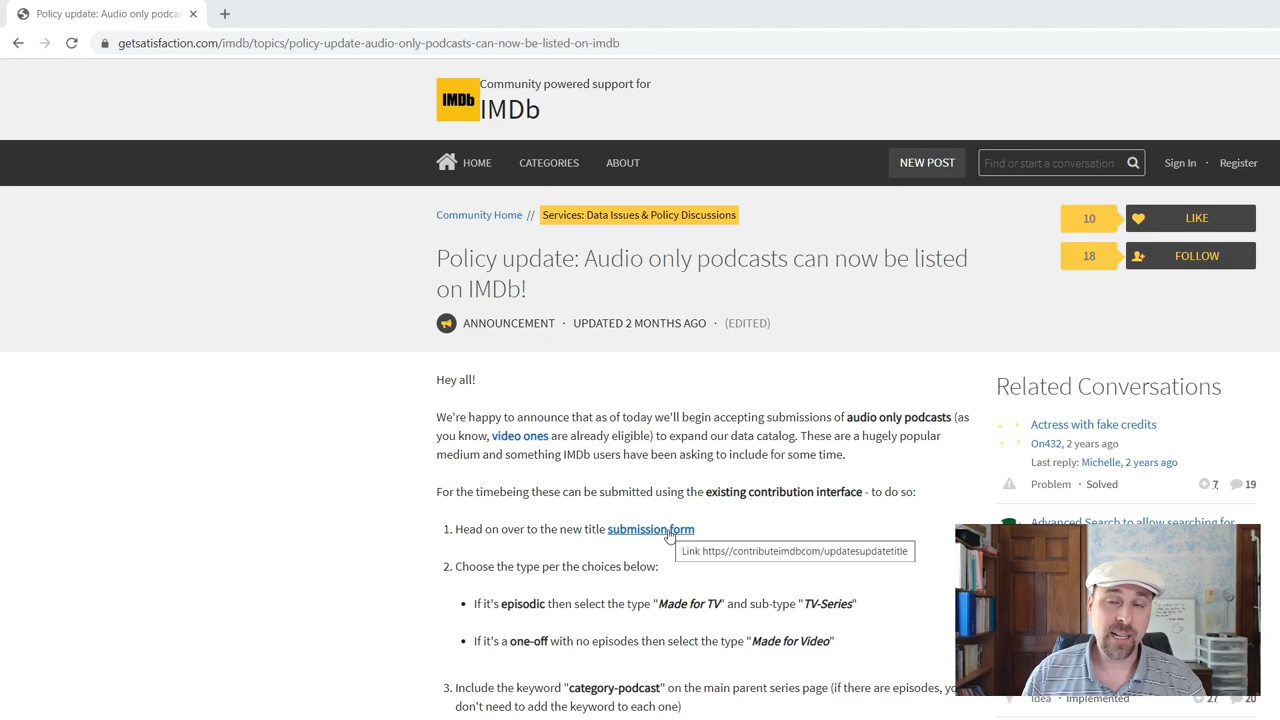 Policy update: Audio only podca
getsatisfaction.com/imdb/topics/policy-update-audio-only-podcasts-can-now-be-listed-on-imdb
IMDb
Community powered support for
IMDb
HOME CATEGORIES ABOUT NEW POST Find or start a conversation Sign In · Register
Community Home // Services: Data Issues & Policy Discussions
10 LIKE
Policy update: Audio only podcasts can now be listed
on IMDb!
18 FOLLOW
ANNOUNCEMENT · UPDATED 2 MONTHS AGO · (EDITED)
Hey all!
We're happy to announce that as of today we'll begin accepting submissions of audio only podcasts (as
you know, video ones are already eligible) to expand our data catalog. These are a hugely popular
medium and something IMDb users have been asking to include for some time.
For the timebeing these can be submitted using the existing contribution interface - to do so:
1. Head on over to the new title submission form
Link https//contributeimdbcom/updatesupdatetitle
2. Choose the type per the choices below:
• If it's episodic then select the type "Made for TV" and sub-type "TV-Series"
• If it's a one-off with no episodes then select the type "Made for Video"
3. Include the keyword "category-podcast" on the main parent series page (if there are episodes, y
don't need to add the keyword to each one)
Related Conversations
Actress with fake credits
On432, 2 years ago
Last reply: Michelle, 2 years ago
Problem · Solved 7 19
Advanced Search to allow searching for
Idea · Implemented 27 20